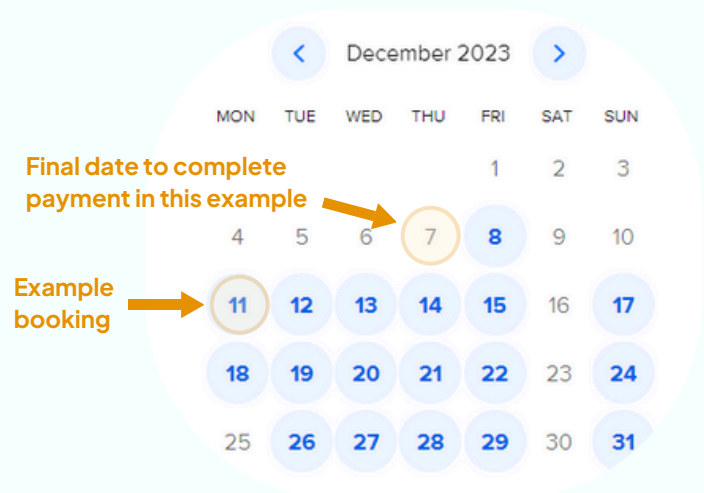 December 2023
MON TUE WED THU FRI SAT SUN
Final date to complete
payment in this example
1 2 3
4 5 6 7 8 9 10
Example
booking
11 12 13 14 15 16 17
18 19 20 21 22 23 24
25 26 27 28 29 30 31